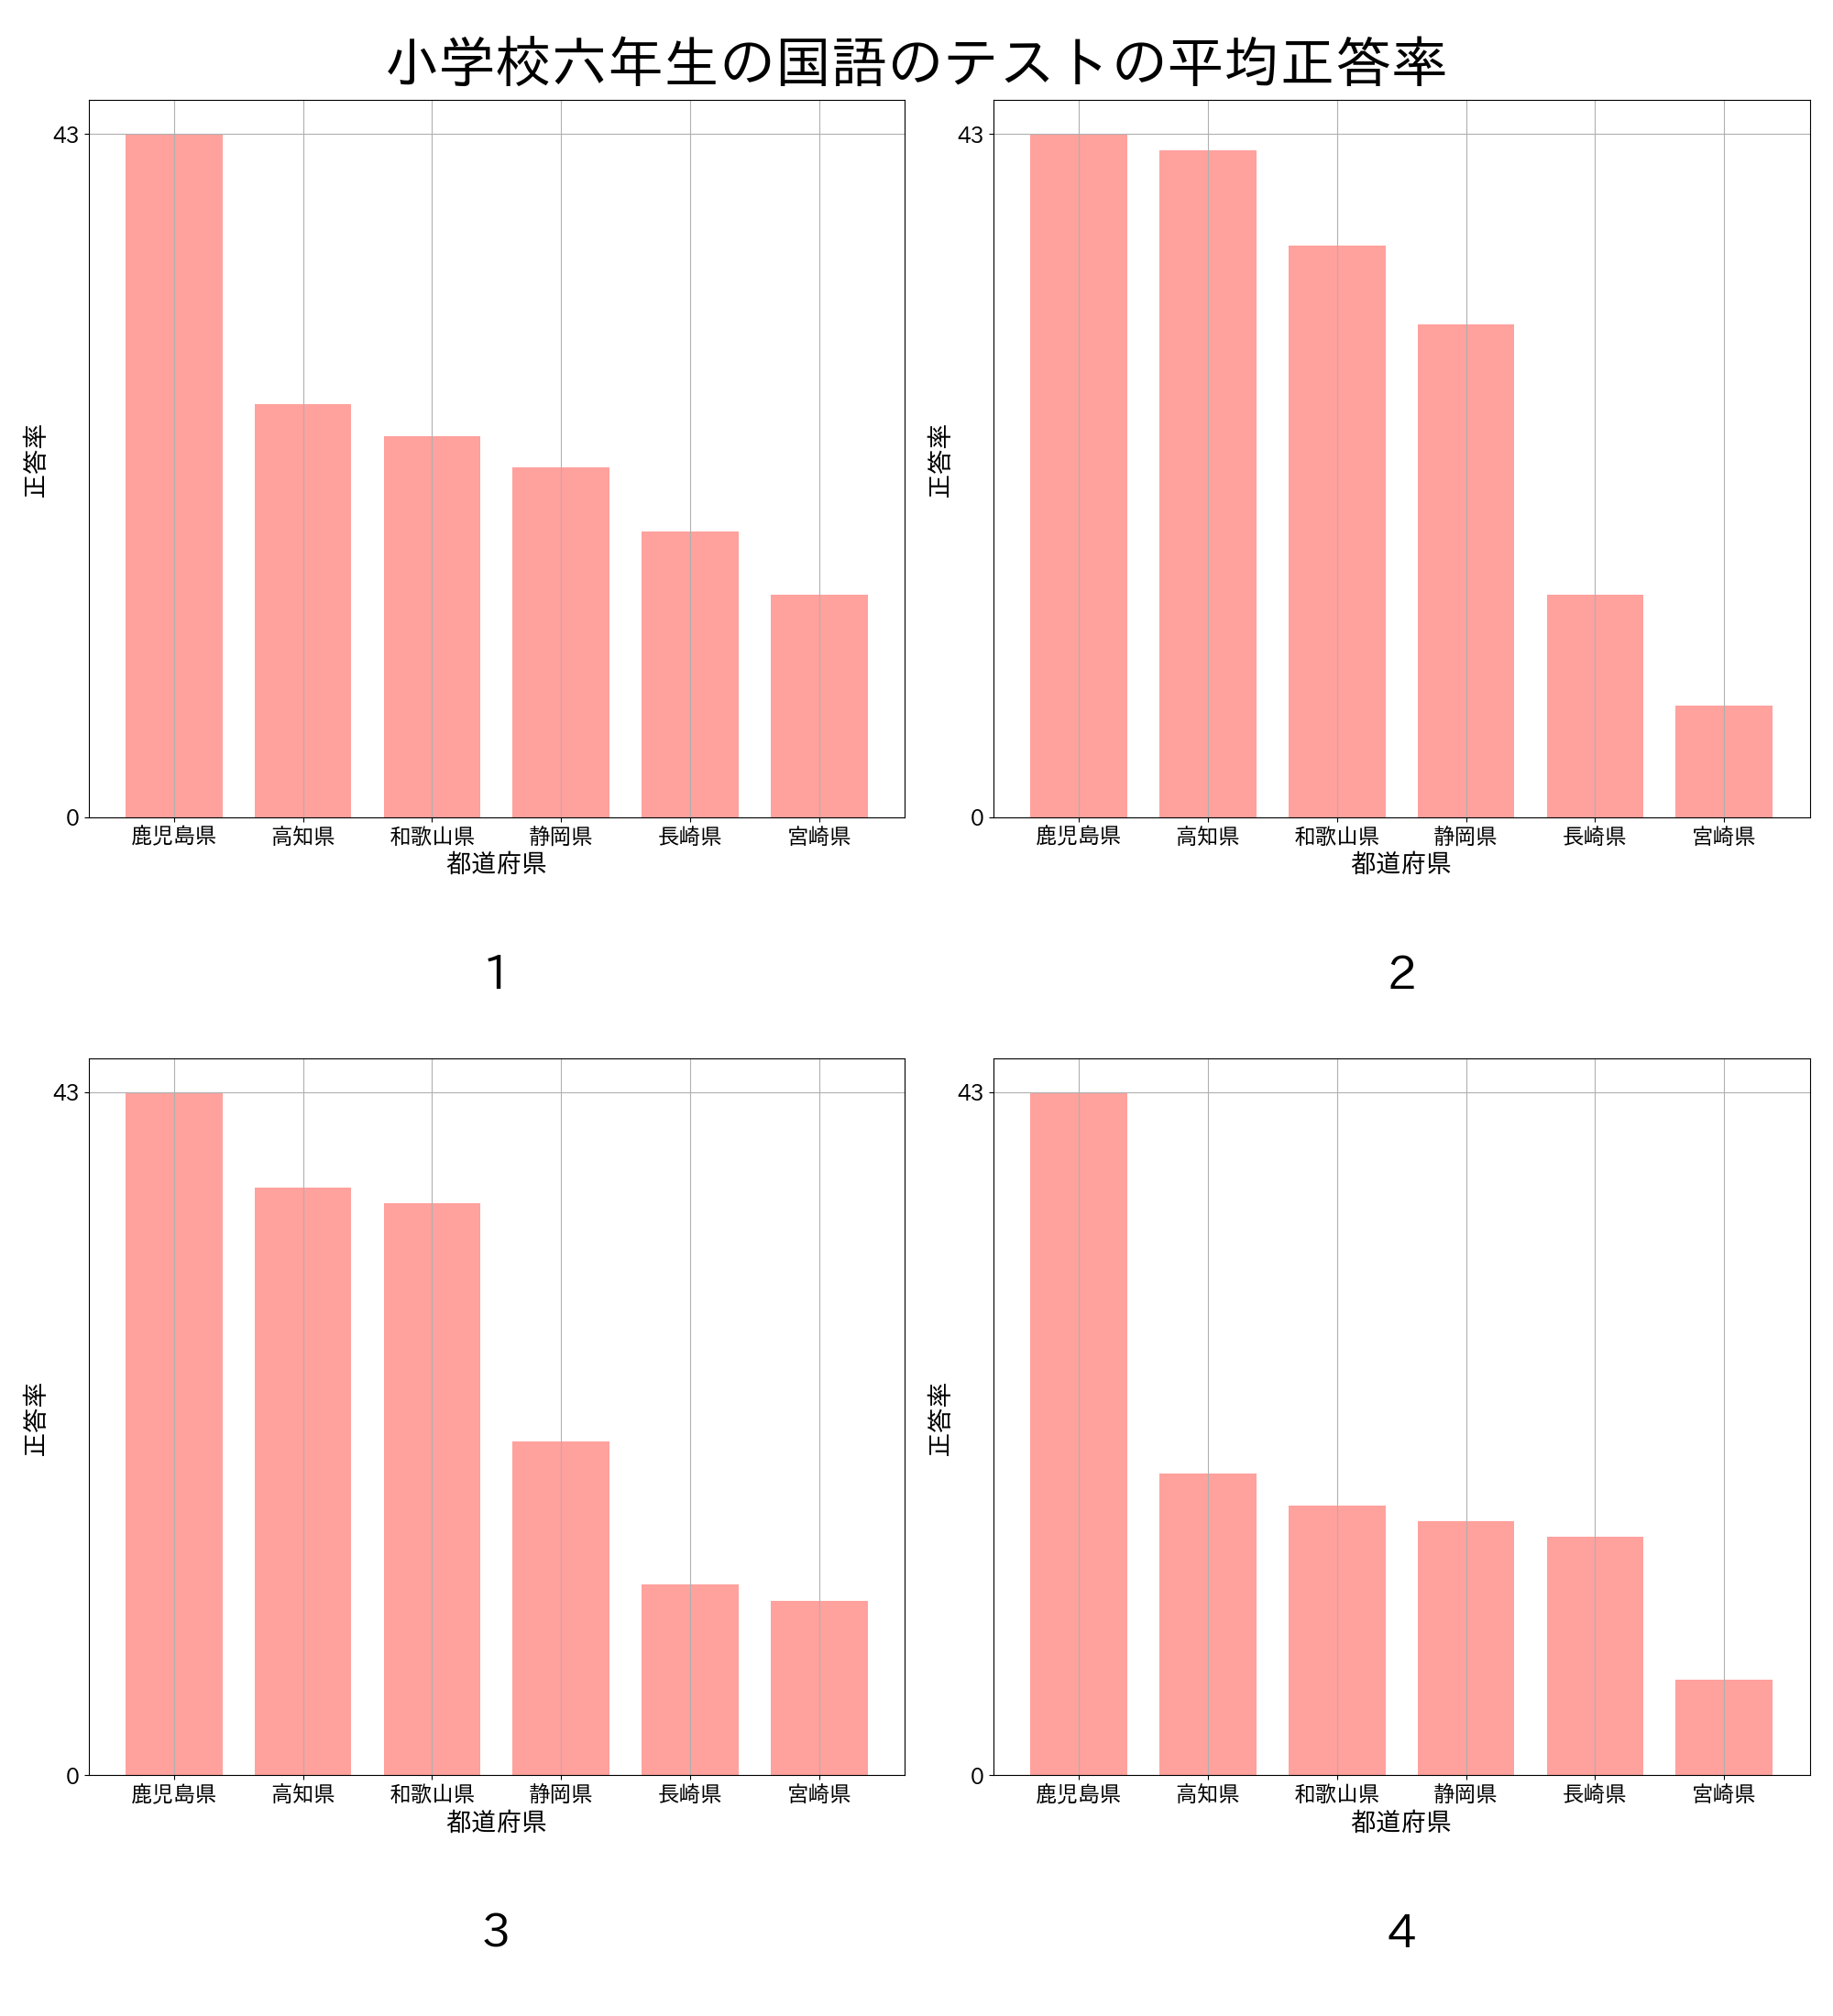 小学校六年生の国語のテストの平均正答率
43
0
正答率
鹿児島県 高知県 和歌山県 静岡県 長崎県 宮崎県
都道府県
1
43
0
正答率
鹿児島県 高知県 和歌山県 静岡県 長崎県 宮崎県
都道府県
2
43
0
正答率
鹿児島県 高知県 和歌山県 静岡県 長崎県 宮崎県
都道府県
3
43
0
正答率
鹿児島県 高知県 和歌山県 静岡県 長崎県 宮崎県
都道府県
4